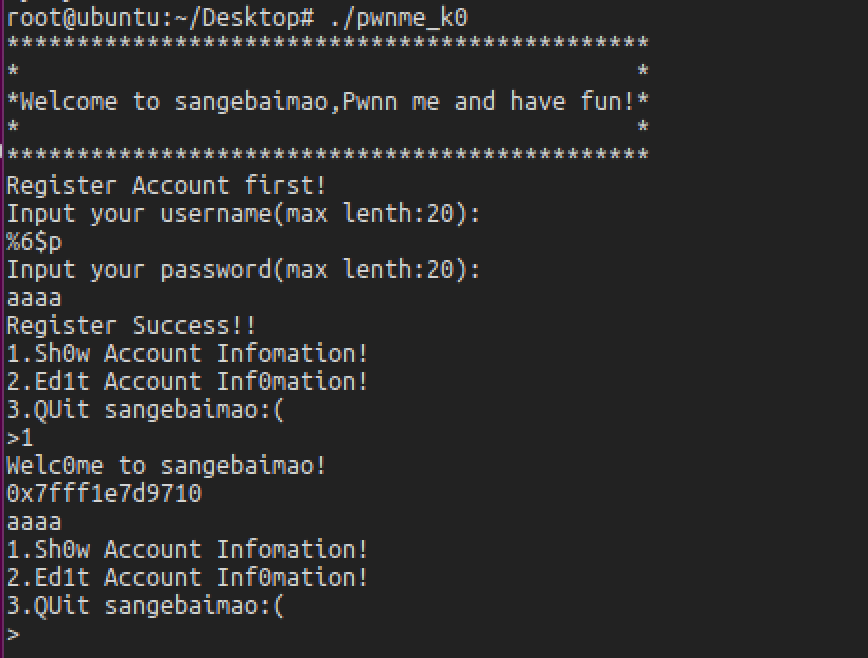 root@ubuntu:~/Desktop# ./pwnme_k0
**********************************************
*                                            *
*Welcome to sangebaimao,Pwnn me and have fun!*
*                                            *
**********************************************
Register Account first!
Input your username(max lenth:20):
%6$p
Input your password(max lenth:20):
aaaa
Register Success!!
1.Sh0w Account Infomation!
2.Ed1t Account Inf0mation!
3.QUit sangebaimao:(
>1
Welc0me to sangebaimao!
0x7fff1e7d9710
aaaa
1.Sh0w Account Infomation!
2.Ed1t Account Inf0mation!
3.QUit sangebaimao:(
>